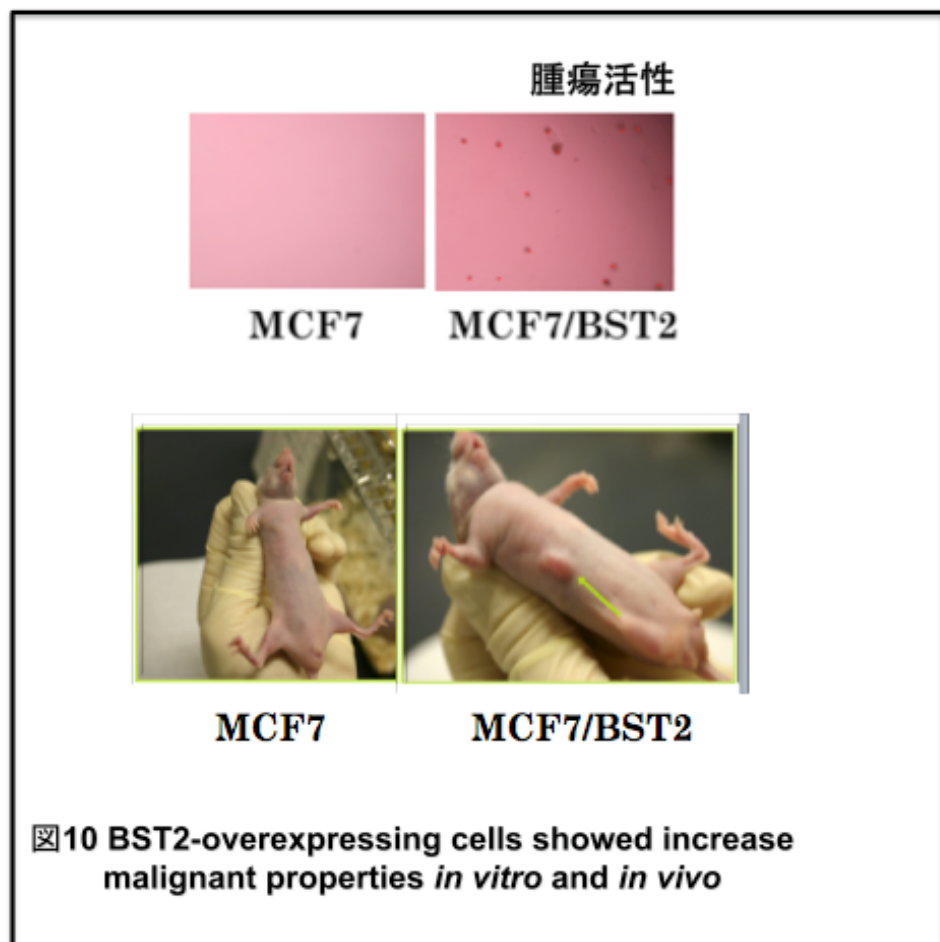 腫瘍活性
MCF7 MCF7/BST2
MCF7 MCF7/BST2
図10 BST2-overexpressing cells showed increase
malignant properties in vitro and in vivo